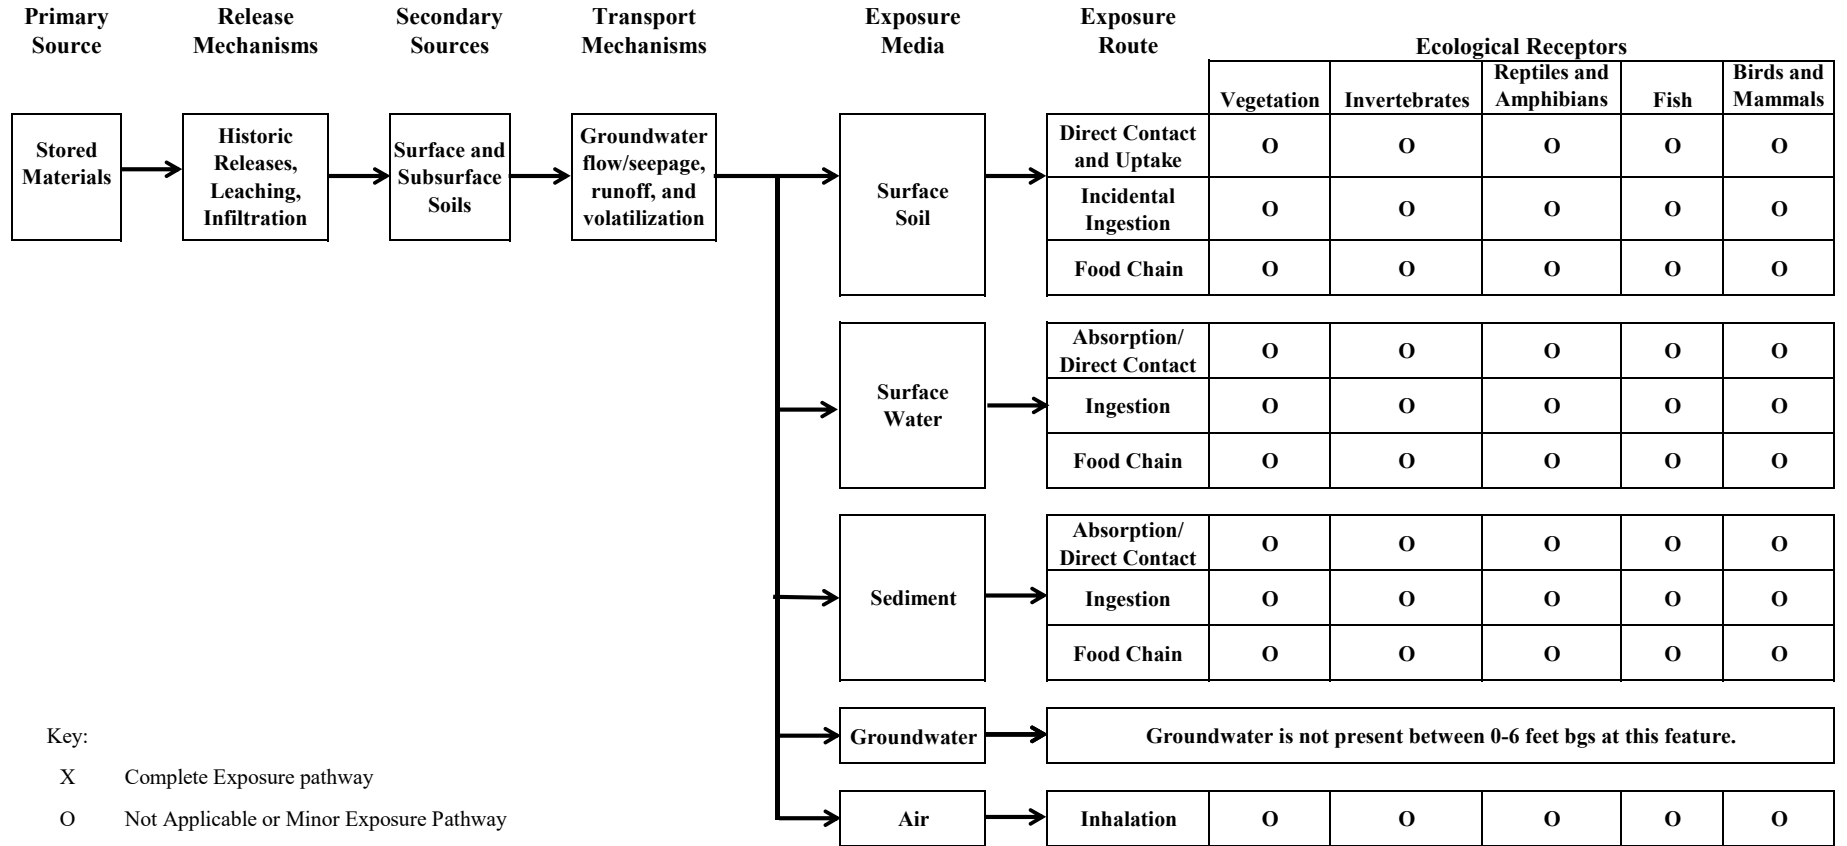 Primary
Source
Release
Mechanisms
Secondary
Sources
Transport
Mechanisms
Exposure
Media
Exposure
Route
Ecological Receptors
Vegetation
Invertebrates
Reptiles and
Amphibians
Fish
Birds and
Mammals
Stored
Materials
Historic
Releases,
Leaching,
Infiltration
Surface and
Subsurface
Soils
Groundwater
flow/seepage,
runoff, and
volatilization
Surface
Soil
Direct Contact
and Uptake
O O O O O
Incidental
Ingestion
O O O O O
Food Chain O O O O O
Surface
Water
Absorption/
Direct Contact
O O O O O
Ingestion O O O O O
Food Chain O O O O O
Sediment
Absorption/
Direct Contact
O O O O O
Ingestion O O O O O
Food Chain O O O O O
Groundwater
Groundwater is not present between 0-6 feet bgs at this feature.
Air
Inhalation O O O O O
Key:
X Complete Exposure pathway
O Not Applicable or Minor Exposure Pathway